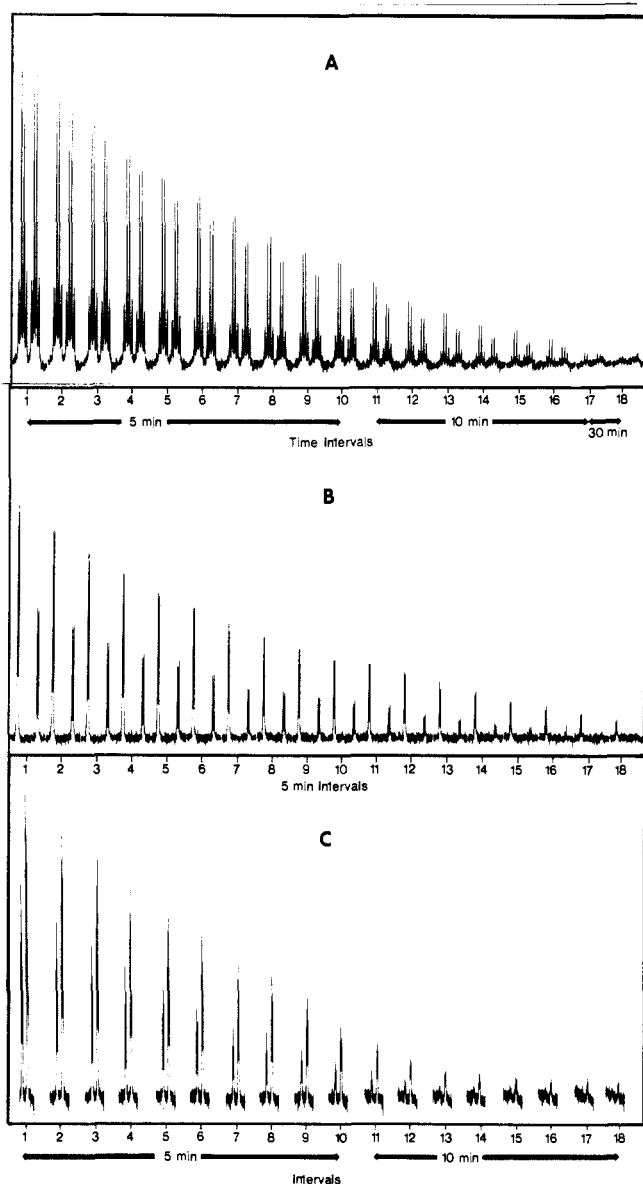 A
1 2 3 4 5 6 7 8 9 10 11 12 13 14 15 16 17 18
5 min 10 min 30 min
Time Intervals
B
1 2 3 4 5 6 7 8 9 10 11 12 13 14 15 16 17 18
5 min Intervals
C
1 2 3 4 5 6 7 8 9 10 11 12 13 14 15 16 17 18
5 min 10 min
Intervals